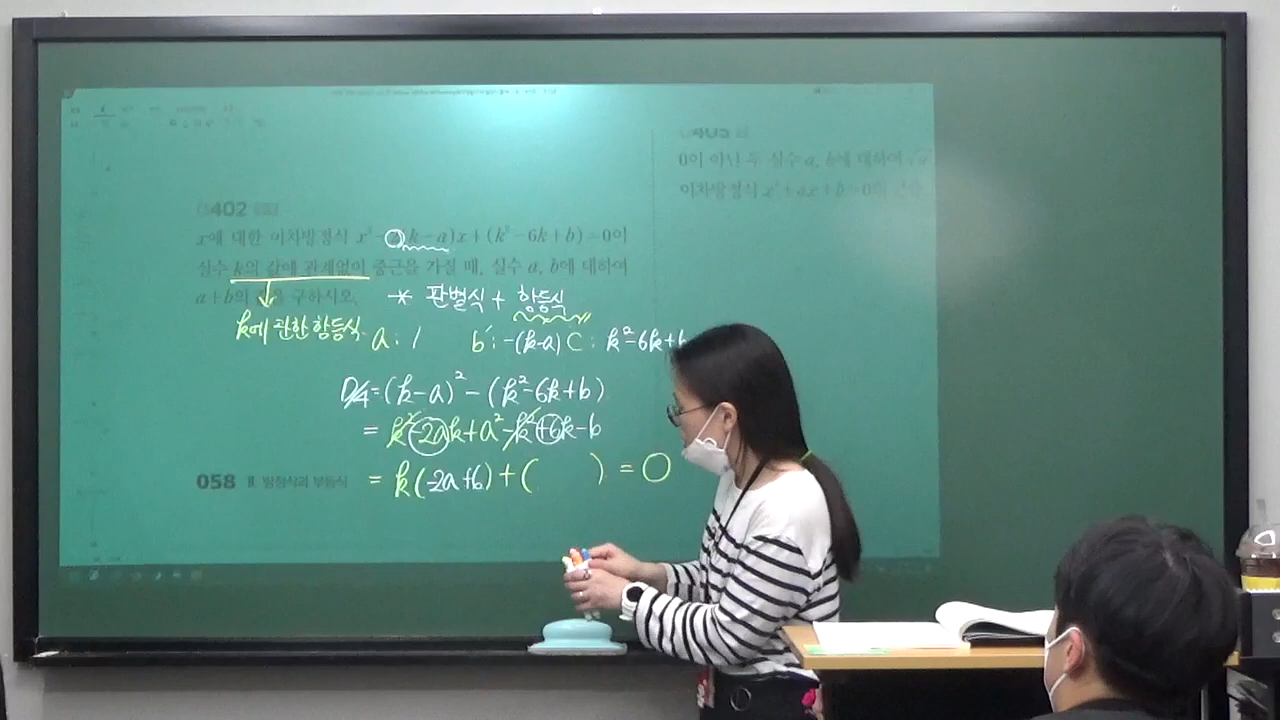 402
x에 대한 이차방정식 x²-2(k-a)x+(k²-6k+b)=0이
실수 k의 값에 관계없이 중근을 가질 때, 실수 a, b에 대하여
a+b의 값을 구하시오.
* 판별식 + 항등식
k에 관한 항등식.
a : 1 b' : -(k-a) C : k²-6k+b
D/4=(k-a)²-(k²-6k+b)
= k²-2ak+a²-k²+6k-b
= k(-2a+6)+( ) = 0
058 Ⅱ. 방정식과 부등식
405
0이 아닌 두 실수 a, b에 대하여
이차방정식 x²+ax+b=0의